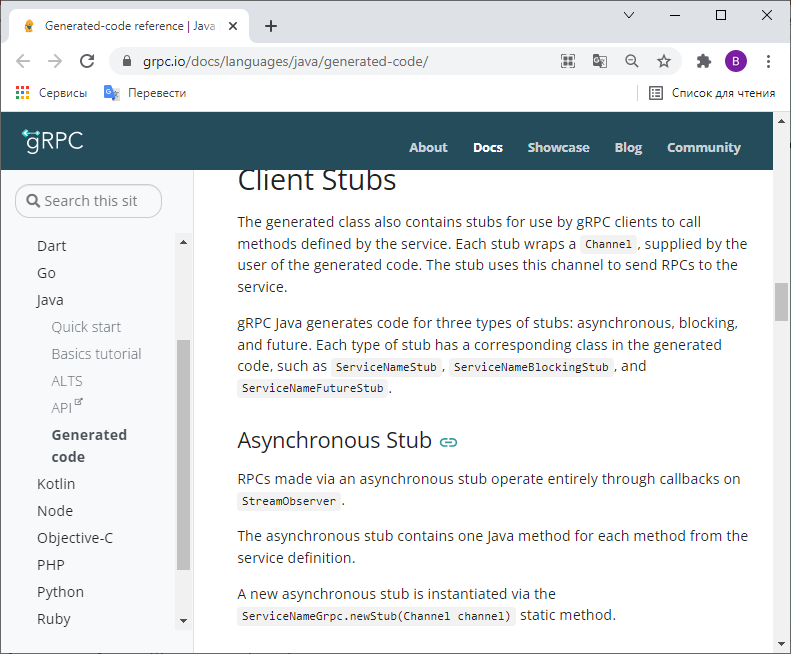 Generated-code reference | Java
grpc.io/docs/languages/java/generated-code/
B
Сервисы
Перевести
Список для чтения
gRPC
About
Docs
Showcase
Blog
Community
Search this sit
Dart
Go
Java
Quick start
Basics tutorial
ALTS
API
Generated
code
Kotlin
Node
Objective-C
PHP
Python
Ruby
Client Stubs
The generated class also contains stubs for use by gRPC clients to call
methods defined by the service. Each stub wraps a Channel, supplied by the
user of the generated code. The stub uses this channel to send RPCs to the
service.
gRPC Java generates code for three types of stubs: asynchronous, blocking,
and future. Each type of stub has a corresponding class in the generated
code, such as ServiceNameStub, ServiceNameBlockingStub, and
ServiceNameFutureStub.
Asynchronous Stub
RPCs made via an asynchronous stub operate entirely through callbacks on
StreamObserver.
The asynchronous stub contains one Java method for each method from the
service definition.
A new asynchronous stub is instantiated via the
ServiceNameGrpc.newStub(Channel channel) static method.